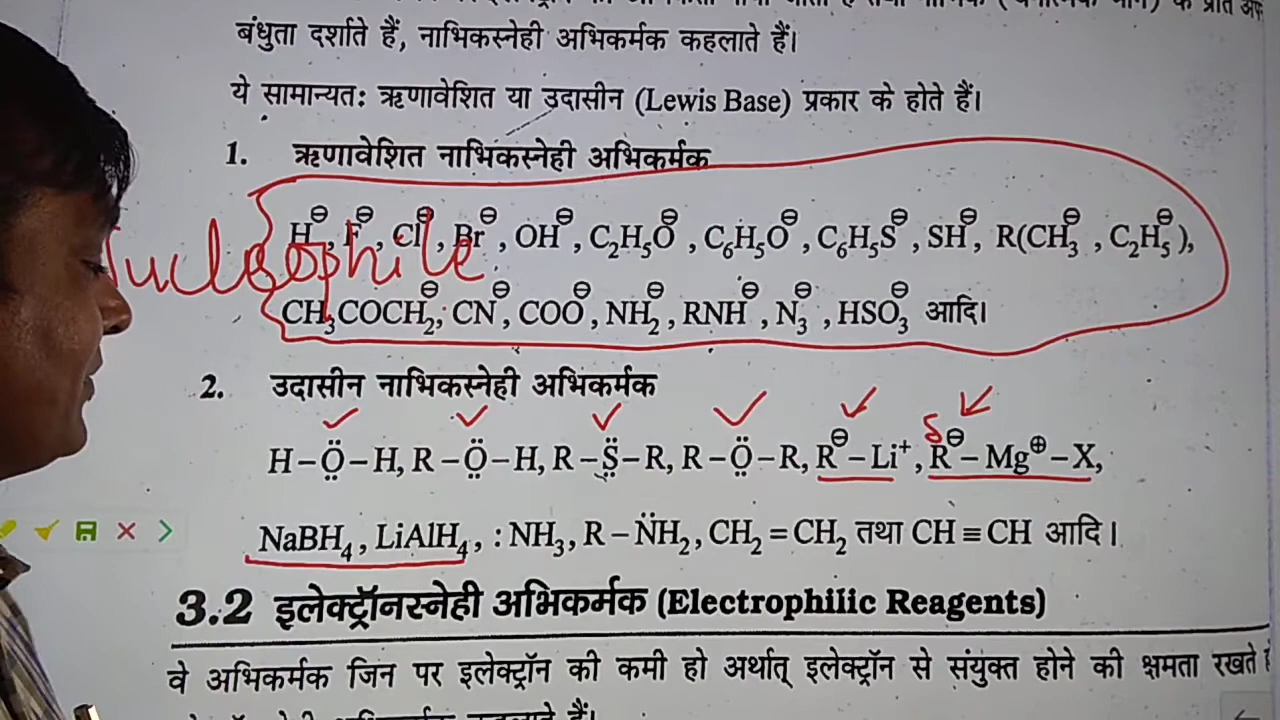 बंधुता दर्शाते हैं, नाभिकस्नेही अभिकर्मक कहलाते हैं।
ये सामान्यत: ऋणावेशित या उदासीन (Lewis Base) प्रकार के होते हैं।
1. ऋणावेशित नाभिकस्नेही अभिकर्मक
H⊖, F⊖, Cl⊖, Br⊖, OH⊖, C₂H₅O⊖, C₆H₅O⊖, C₆H₅S⊖, SH⊖, R(CH₃⊖, C₂H₅⊖),
Nucleophile
CH₃COCH₂⊖, CN⊖, COO⊖, NH₂⊖, RNH⊖, N₃⊖, HSO₃⊖ आदि।
2. उदासीन नाभिकस्नेही अभिकर्मक
δ
H–Ö–H, R–Ö–H, R–S̈–R, R–Ö–R, R⊖–Li⁺, R⊖–Mg⊕–X,
NaBH₄, LiAlH₄, :NH₃, R–N̈H₂, CH₂=CH₂ तथा CH≡CH आदि।
3.2 इलेक्ट्रॉनस्नेही अभिकर्मक (Electrophilic Reagents)
वे अभिकर्मक जिन पर इलेक्ट्रॉन की कमी हो अर्थात् इलेक्ट्रॉन से संयुक्त होने की क्षमता रखते